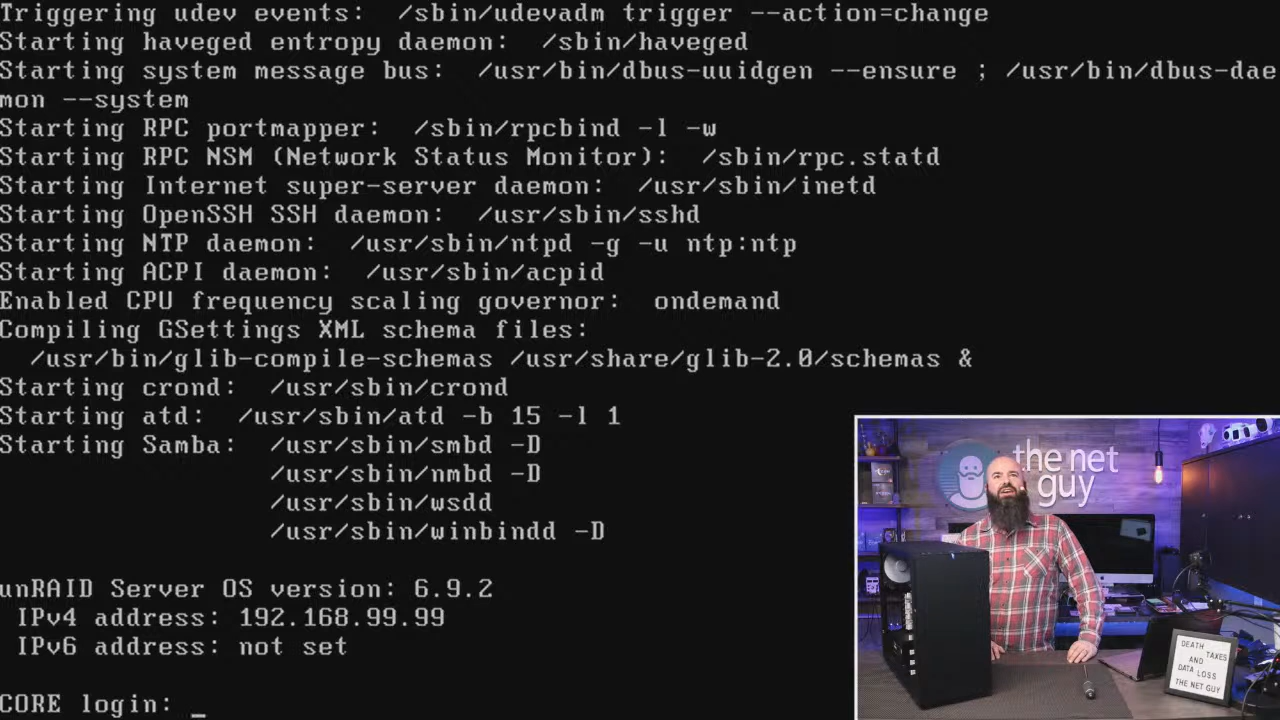 Triggering udev events:  /sbin/udevadm trigger --action=change
Starting haveged entropy daemon:  /sbin/haveged
Starting system message bus:  /usr/bin/dbus-uuidgen --ensure ; /usr/bin/dbus-dae
mon --system
Starting RPC portmapper:  /sbin/rpcbind -l -w
Starting RPC NSM (Network Status Monitor):  /sbin/rpc.statd
Starting Internet super-server daemon:  /usr/sbin/inetd
Starting OpenSSH SSH daemon:  /usr/sbin/sshd
Starting NTP daemon:  /usr/sbin/ntpd -g -u ntp:ntp
Starting ACPI daemon:  /usr/sbin/acpid
Enabled CPU frequency scaling governor:  ondemand
Compiling GSettings XML schema files:
/usr/bin/glib-compile-schemas /usr/share/glib-2.0/schemas &
Starting crond:  /usr/sbin/crond
Starting atd:  /usr/sbin/atd -b 15 -l 1
Starting Samba:  /usr/sbin/smbd -D
/usr/sbin/nmbd -D
/usr/sbin/wsdd
/usr/sbin/winbindd -D
unRAID Server OS version: 6.9.2
IPv4 address: 192.168.99.99
IPv6 address: not set
CORE login: _
the net
guy
DEATH
TAXES
AND
DATA LOSS
THE NET GUY